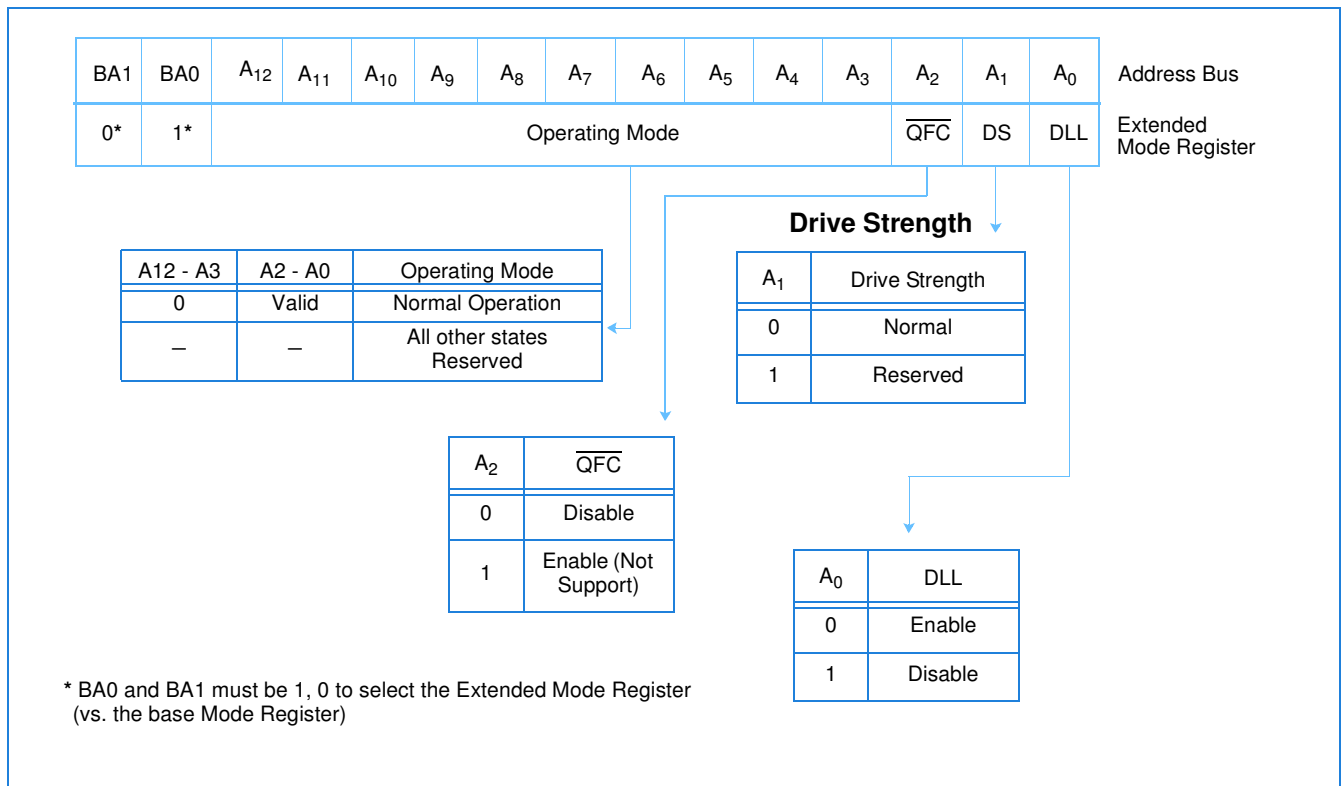 BA1 BA0 A12 A11 A10 A9 A8 A7 A6 A5 A4 A3 A2 A1 A0 Address Bus
0* 1* Operating Mode Q̅F̅C̅ DS DLL Extended
Mode Register
Drive Strength
A12 - A3 A2 - A0 Operating Mode
0 Valid Normal Operation
– – All other states
Reserved
A1 Drive Strength
0 Normal
1 Reserved
A2 Q̅F̅C̅
0 Disable
1 Enable (Not
Support)
A0 DLL
0 Enable
1 Disable
* BA0 and BA1 must be 1, 0 to select the Extended Mode Register
(vs. the base Mode Register)